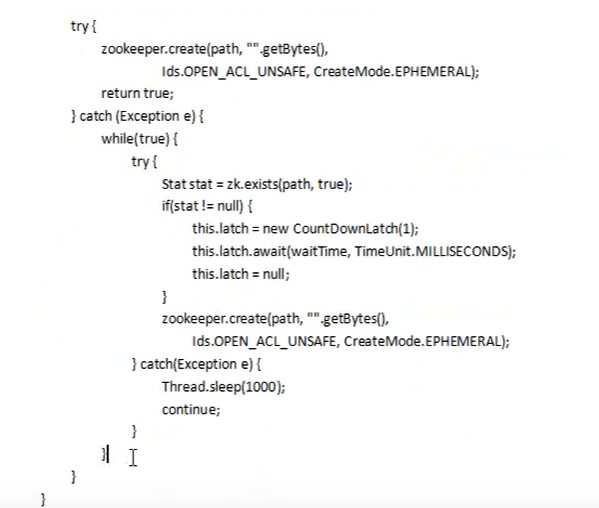 try {
zookeeper.create(path, "".getBytes(),
Ids.OPEN_ACL_UNSAFE, CreateMode.EPHEMERAL);
return true;
} catch (Exception e) {
while(true) {
try {
Stat stat = zk.exists(path, true);
if(stat != null) {
this.latch = new CountDownLatch(1);
this.latch.await(waitTime, TimeUnit.MILLISECONDS);
this.latch = null;
}
zookeeper.create(path, "".getBytes(),
Ids.OPEN_ACL_UNSAFE, CreateMode.EPHEMERAL);
} catch(Exception e) {
Thread.sleep(1000);
continue;
}
}
}
}